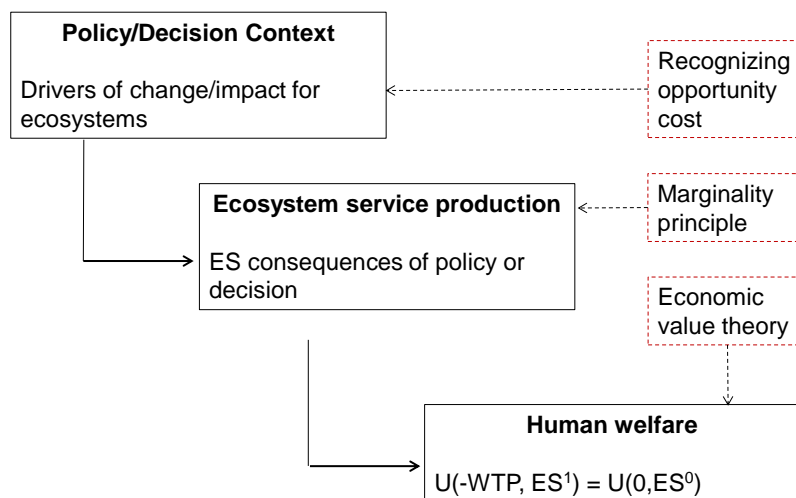 Policy/Decision Context
Drivers of change/impact for
ecosystems
Recognizing
opportunity
cost
Ecosystem service production
ES consequences of policy or
decision
Marginality
principle
Economic
value theory
Human welfare
U(-WTP, ES¹) = U(0,ES⁰)